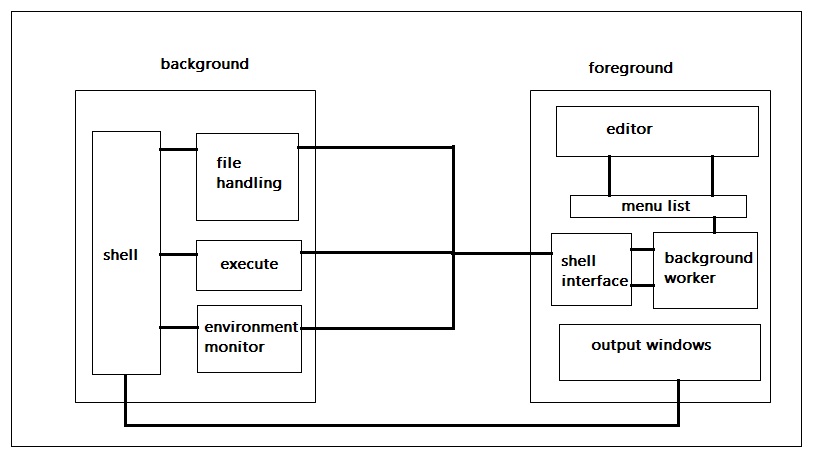 background
foreground
shell
file
handling
execute
environment
monitor
editor
menu list
shell
interface
background
worker
output windows